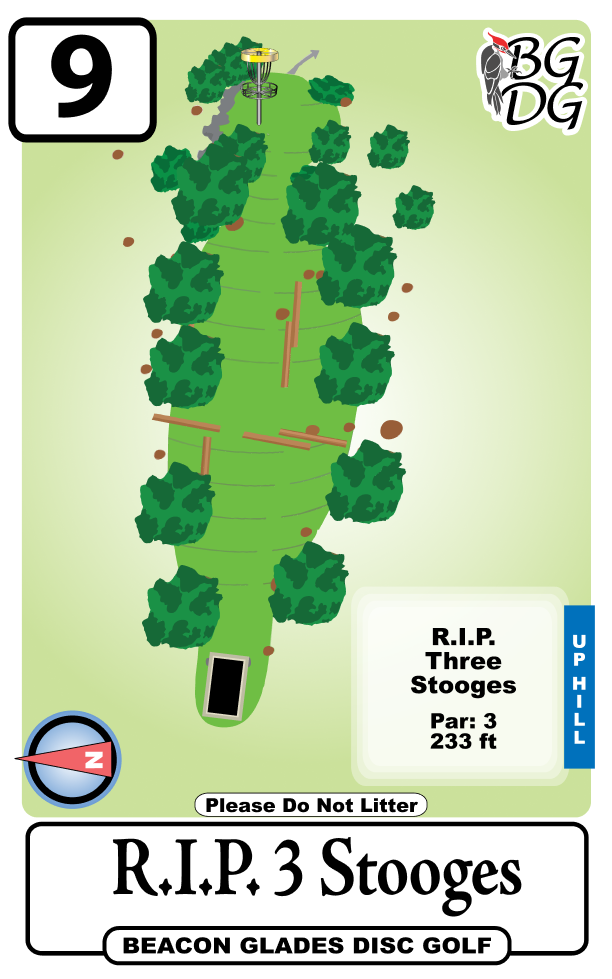 9
BG
DG
R.I.P.
Three
Stooges
Par: 3
233 ft
UP HILL
N
Please Do Not Litter
R.I.P. 3 Stooges
BEACON GLADES DISC GOLF